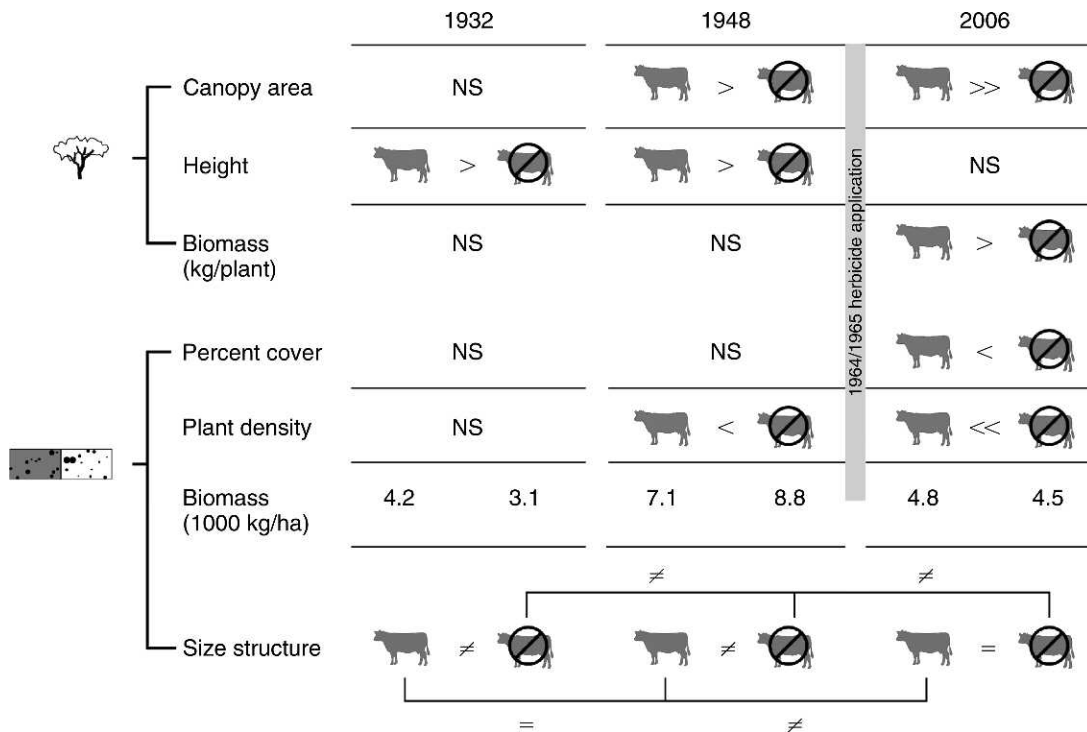 1932 1948 2006
Canopy area NS > >>
Height > > NS
Biomass NS NS >
(kg/plant)
1964/1965 herbicide application
Percent cover NS NS <
Plant density NS < <<
Biomass 4.2 3.1 7.1 8.8 4.8 4.5
(1000 kg/ha)
≠ ≠
Size structure ≠ ≠ =
= ≠